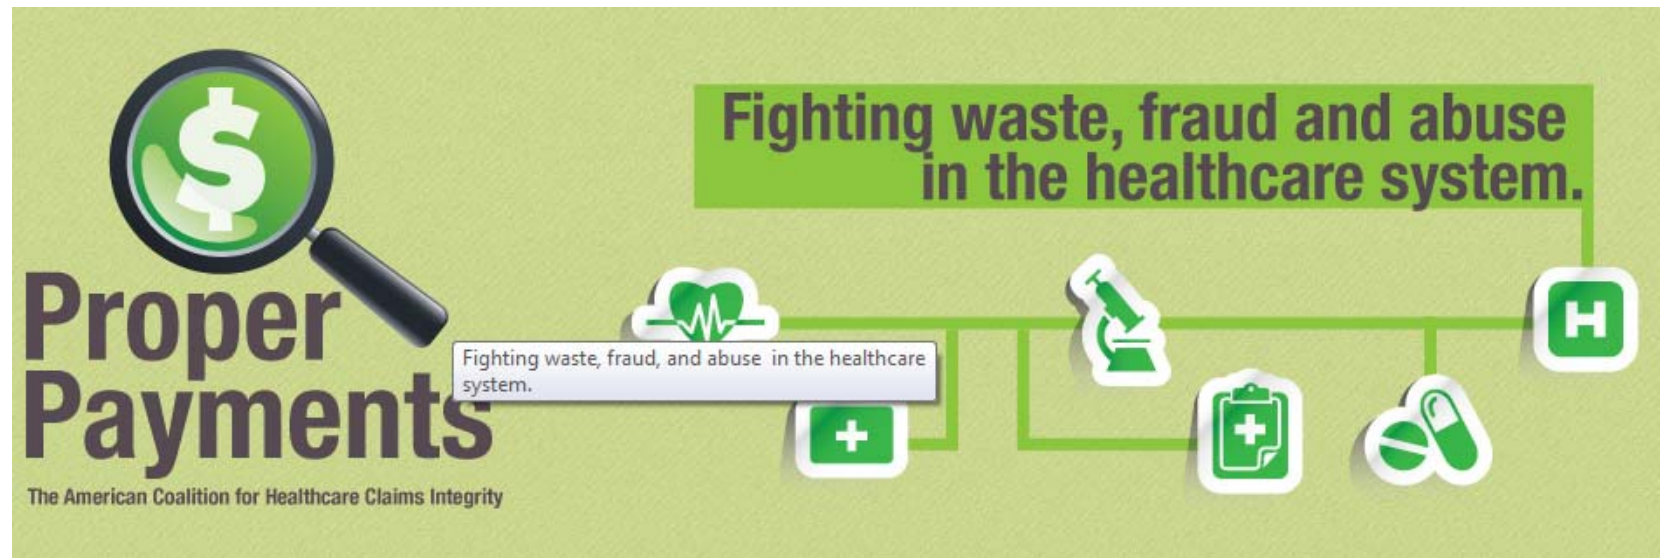 $
Fighting waste, fraud and abuse
in the healthcare system.
H
Proper
Payments
Fighting waste, fraud, and abuse in the healthcare
system.
The American Coalition for Healthcare Claims Integrity